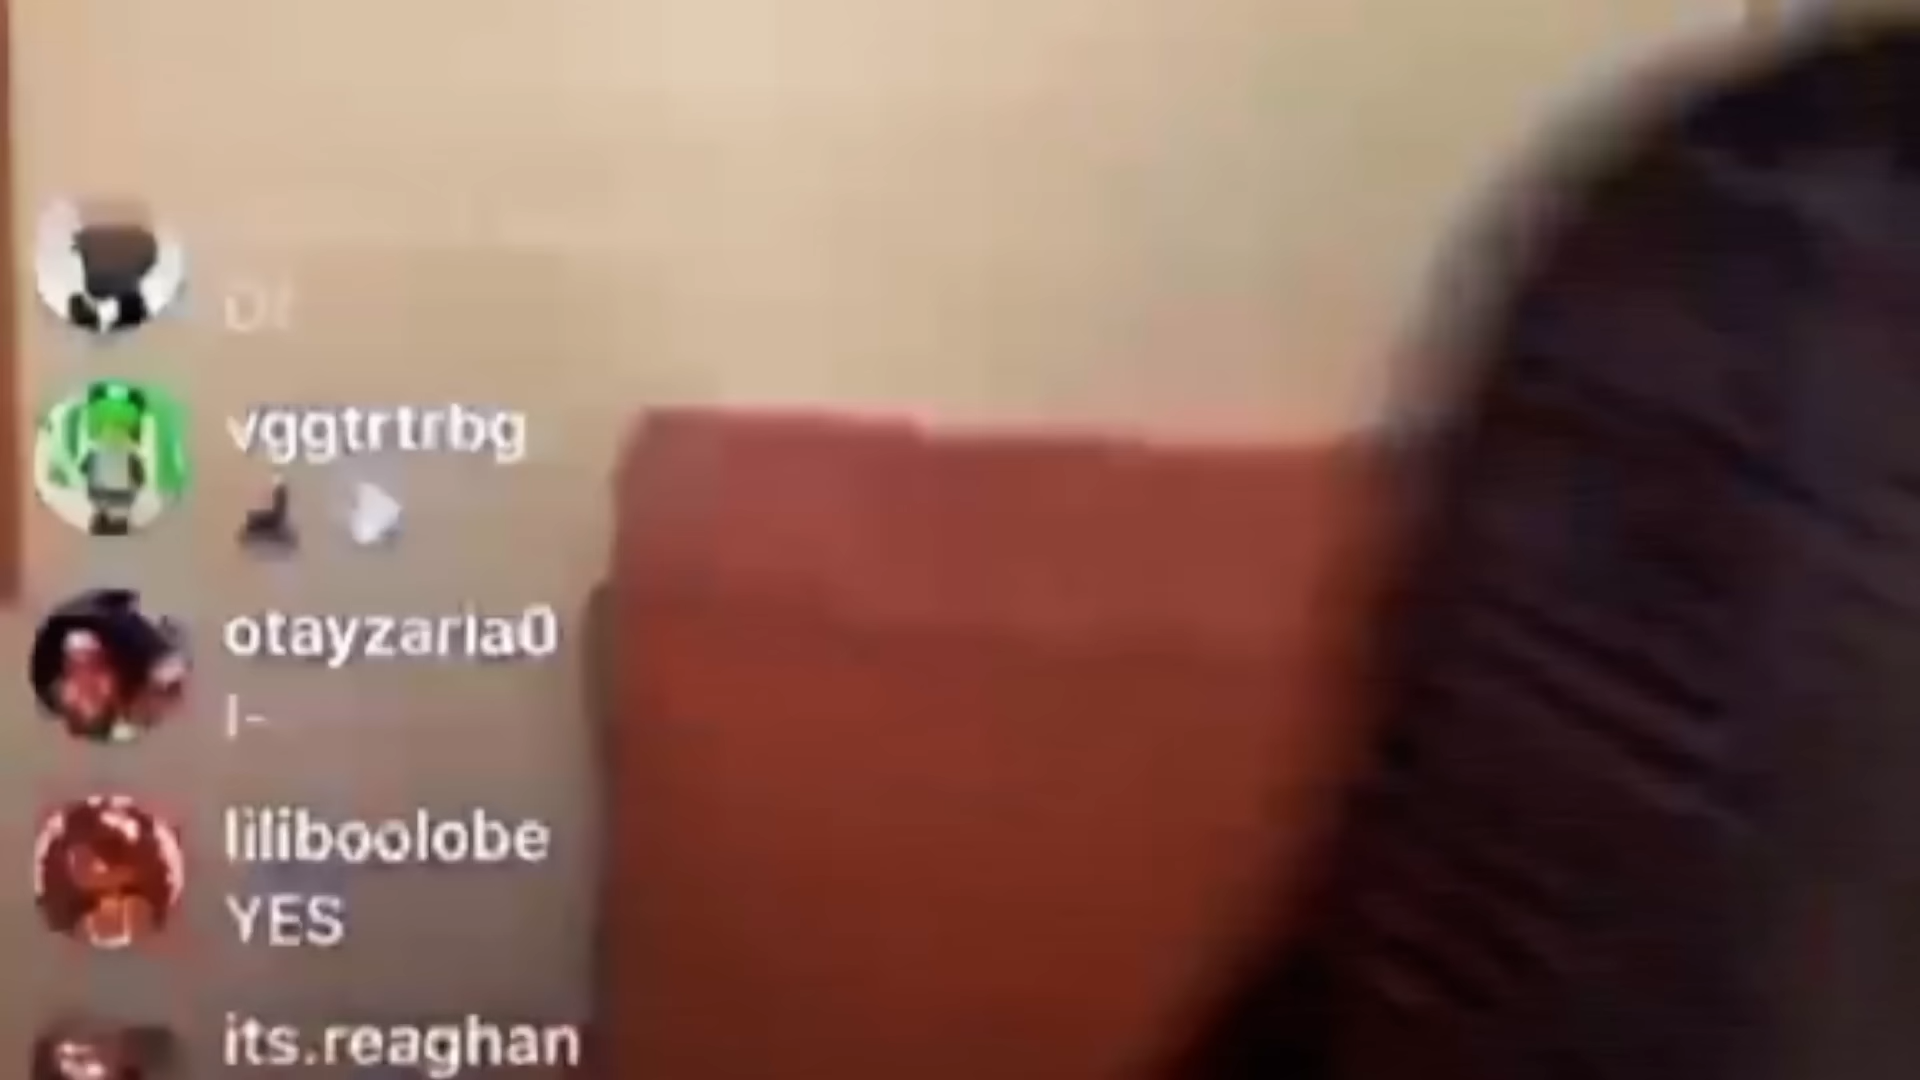 vggtrtrbg
otayzaria0
I-
liliboolobe
YES
its.reaghan